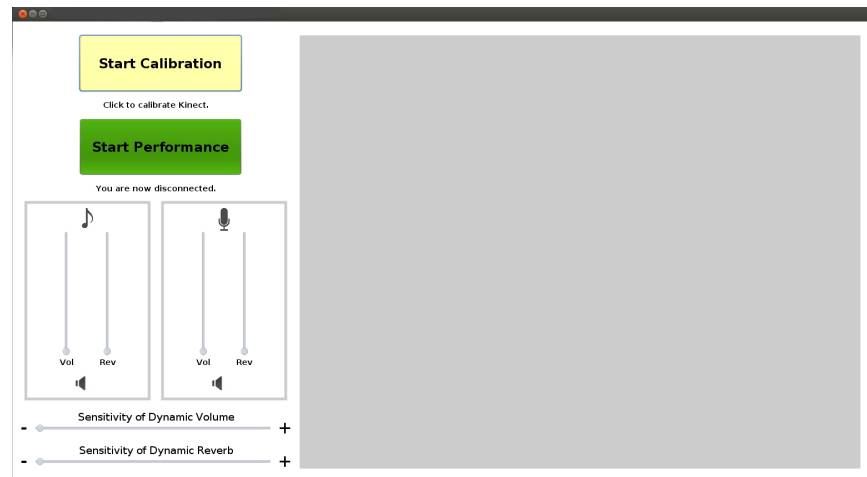 Start Calibration
Click to calibrate Kinect.
Start Performance
You are now disconnected.
Vol Rev
Vol Rev
Sensitivity of Dynamic Volume
- +
Sensitivity of Dynamic Reverb
- +